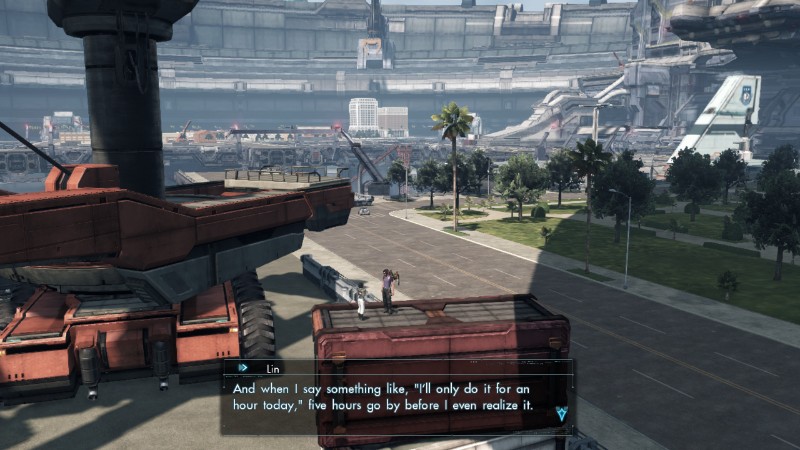 Lin
And when I say something like, "I'll only do it for an
hour today," five hours go by before I even realize it.